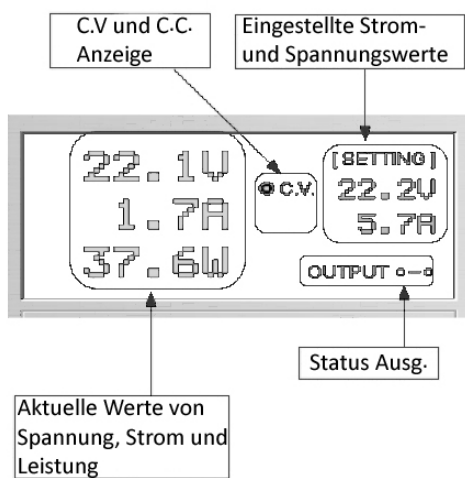 C.V und C.C.
Anzeige
Eingestellte Strom-
und Spannungswerte
22.1V
1.7A
37.6W
C.V.
[SETTING]
22.2V
5.7A
OUTPUT
Status Ausg.
Aktuelle Werte von
Spannung, Strom und
Leistung